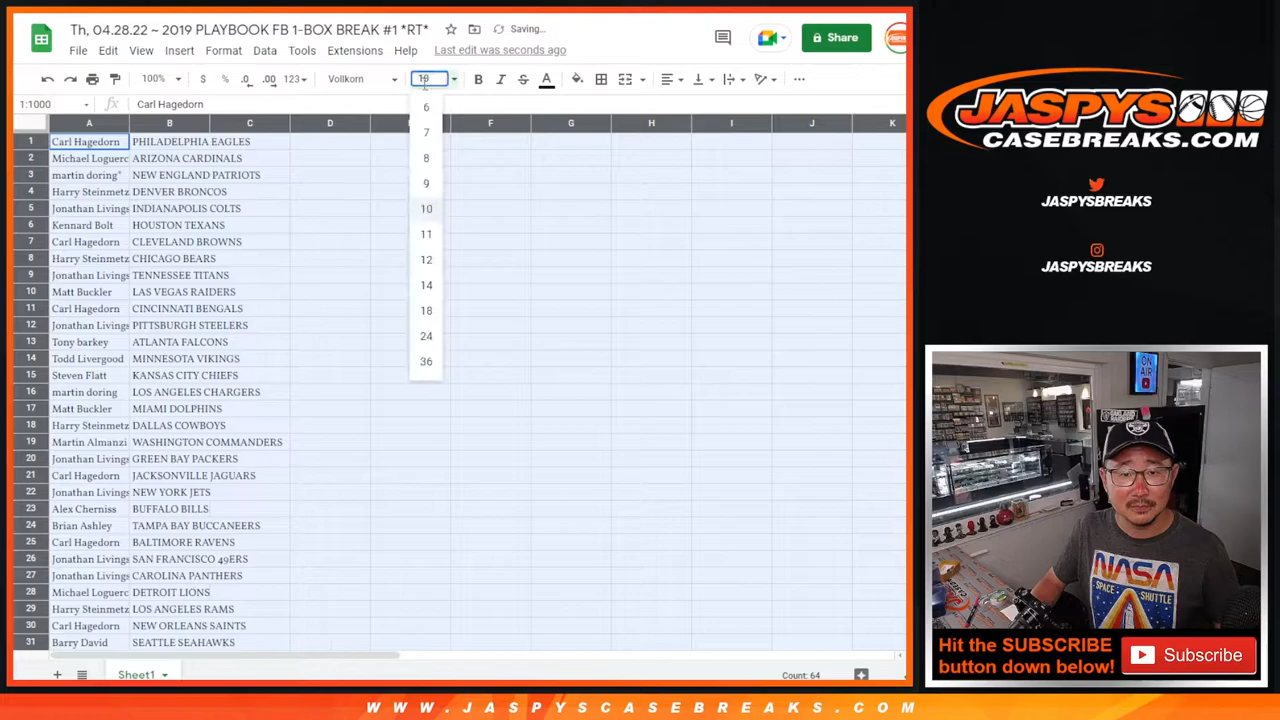 Th, 04.28.22 ~ 2019 PLAYBOOK FB 1-BOX BREAK #1 *RT*
Saving...
File Edit View Insert Format Data Tools Extensions Help Last edit was seconds ago
Share
100% $ % .0 .00 123 Vollkorn 10 B I S A
1:1000 fx Carl Hagedorn
A B C D F G H I J K
1 Carl Hagedorn PHILADELPHIA EAGLES
2 Michael Loguerc ARIZONA CARDINALS
3 martin doring* NEW ENGLAND PATRIOTS
4 Harry Steinmetz DENVER BRONCOS
5 Jonathan Livings INDIANAPOLIS COLTS
6 Kennard Bolt HOUSTON TEXANS
7 Carl Hagedorn CLEVELAND BROWNS
8 Harry Steinmetz CHICAGO BEARS
9 Jonathan Livings TENNESSEE TITANS
10 Matt Buckler LAS VEGAS RAIDERS
11 Carl Hagedorn CINCINNATI BENGALS
12 Jonathan Livings PITTSBURGH STEELERS
13 Tony barkey ATLANTA FALCONS
14 Todd Livergood MINNESOTA VIKINGS
15 Steven Flatt KANSAS CITY CHIEFS
16 martin doring LOS ANGELES CHARGERS
17 Matt Buckler MIAMI DOLPHINS
18 Harry Steinmetz DALLAS COWBOYS
19 Martin Almanzi WASHINGTON COMMANDERS
20 Jonathan Livings GREEN BAY PACKERS
21 Carl Hagedorn JACKSONVILLE JAGUARS
22 Jonathan Livings NEW YORK JETS
23 Alex Cherniss BUFFALO BILLS
24 Brian Ashley TAMPA BAY BUCCANEERS
25 Carl Hagedorn BALTIMORE RAVENS
26 Jonathan Livings SAN FRANCISCO 49ERS
27 Jonathan Livings CAROLINA PANTHERS
28 Michael Loguerc DETROIT LIONS
29 Harry Steinmetz LOS ANGELES RAMS
30 Carl Hagedorn NEW ORLEANS SAINTS
31 Barry David SEATTLE SEAHAWKS
6
7
8
9
10
11
12
14
18
24
36
Sheet1
Count: 64
JASPYS
CASEBREAKS.COM
JASPYSBREAKS
JASPYSBREAKS
ON
AIR
NASA
SPACE SHUTTLE
Hit the SUBSCRIBE
button down below!
Subscribe
WWW.JASPYSCASEBREAKS.COM